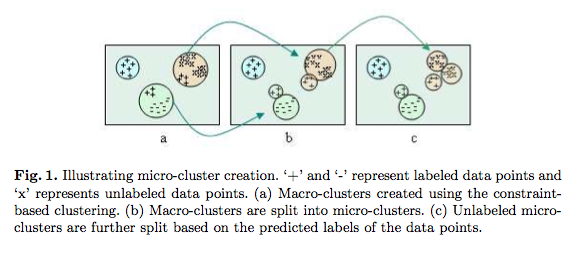 a
b
c
Fig. 1. Illustrating micro-cluster creation. ‘+’ and ‘-’ represent labeled data points and
‘x’ represents unlabeled data points. (a) Macro-clusters created using the constraint-
based clustering. (b) Macro-clusters are split into micro-clusters. (c) Unlabeled micro-
clusters are further split based on the predicted labels of the data points.